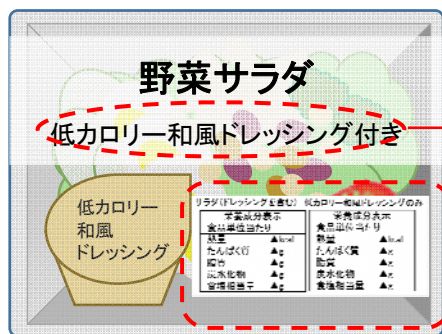 野菜サラダ
低カロリー和風ドレッシング付き
低カロリー
和風
ドレッシング
サラダ(ドレッシングを含む)
栄養成分表示
食品単位当たり
熱量 ▲kcal
たんぱく質 ▲g
脂質 ▲g
炭水化物 ▲g
食塩相当量 ▲g
低カロリー和風ドレッシングのみ
栄養成分表示
食品単位当たり
熱量 ▲kcal
たんぱく質 ▲g
脂質 ▲g
炭水化物 ▲g
食塩相当量 ▲g